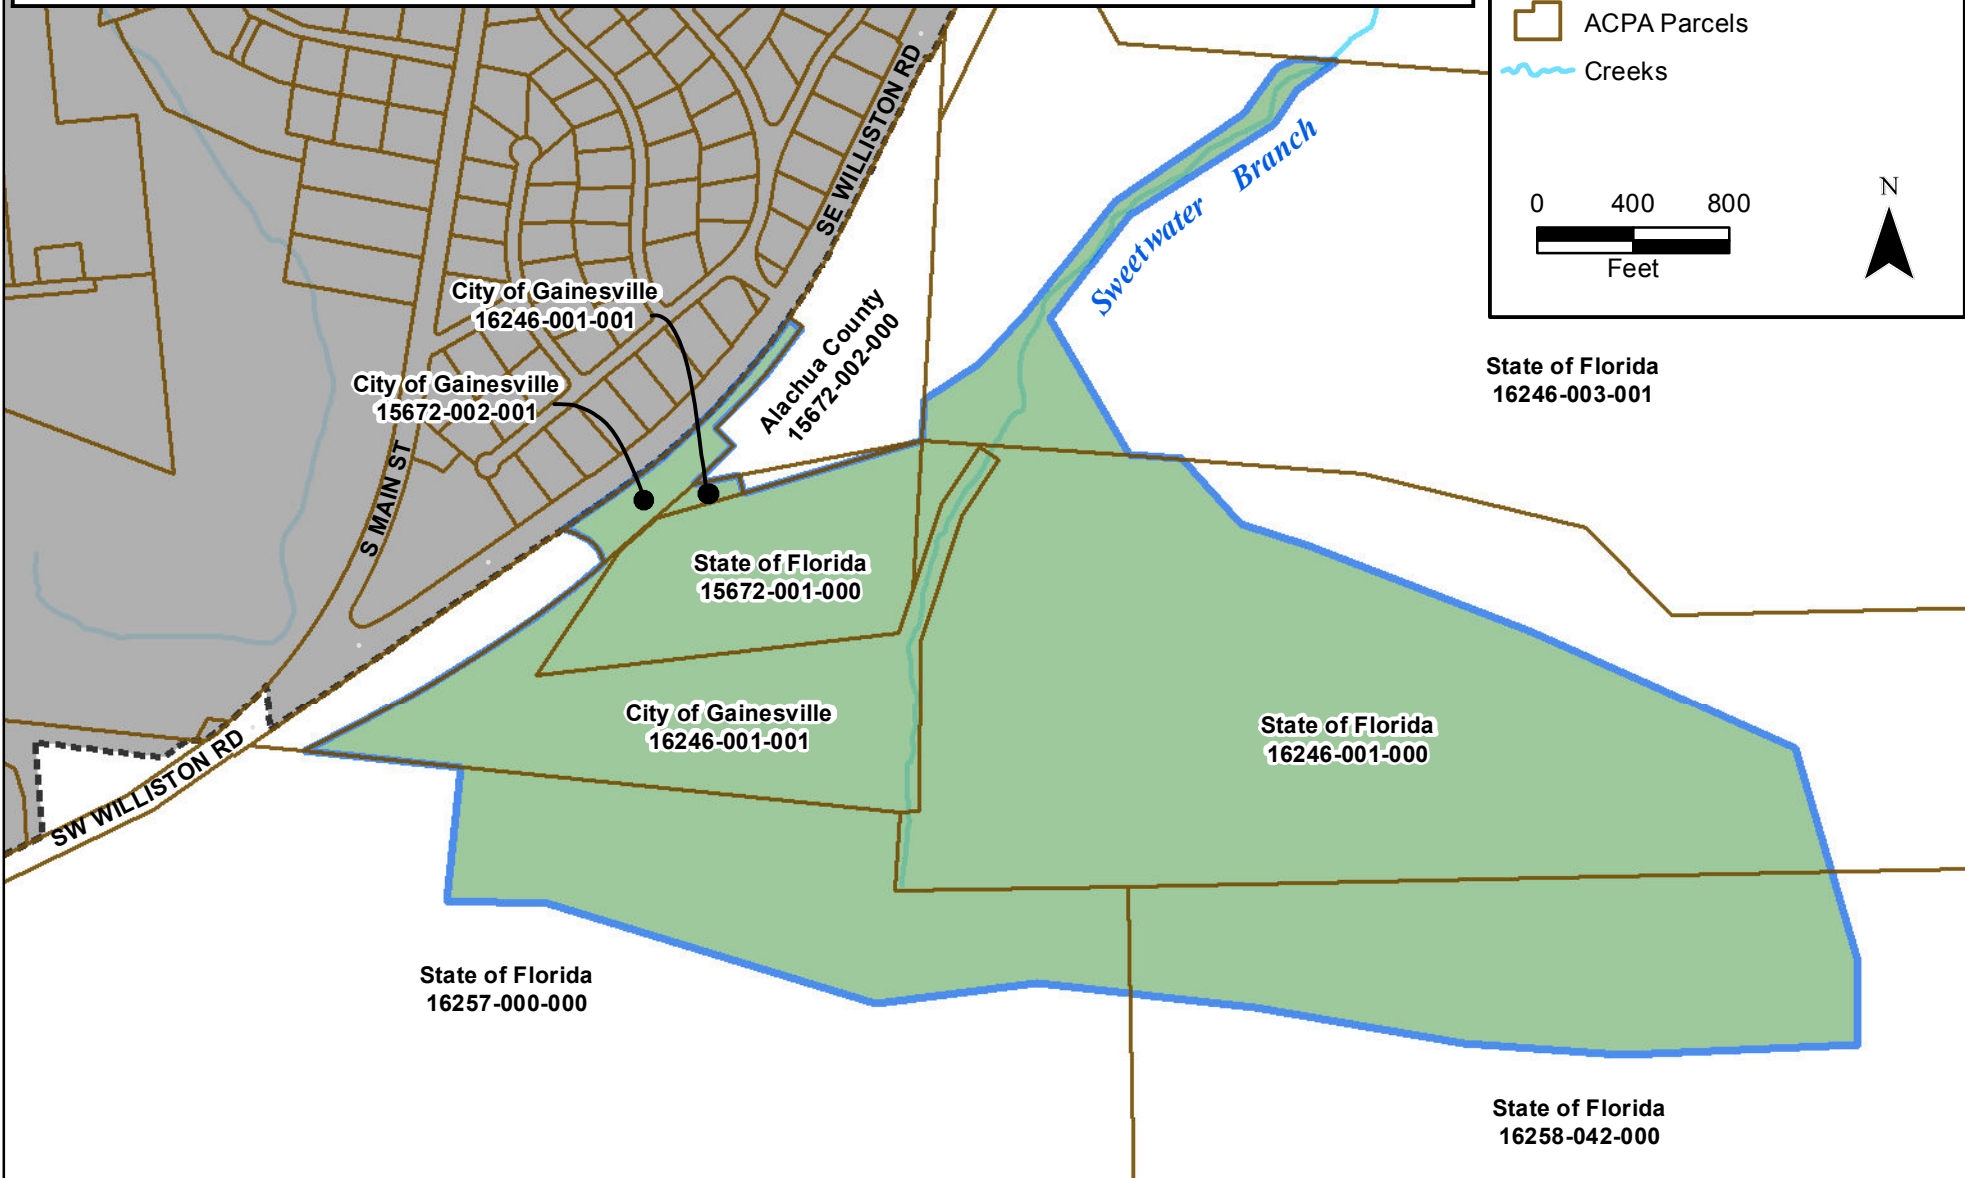 ACPA Parcels
Creeks
0 400 800
Feet
N
SE WILLISTON RD
Sweetwater Branch
City of Gainesville
16246-001-001
City of Gainesville
15672-002-001
Alachua County
15672-002-000
State of Florida
16246-003-001
S MAIN ST
State of Florida
15672-001-000
City of Gainesville
16246-001-001
State of Florida
16246-001-000
SW WILLISTON RD
State of Florida
16257-000-000
State of Florida
16258-042-000